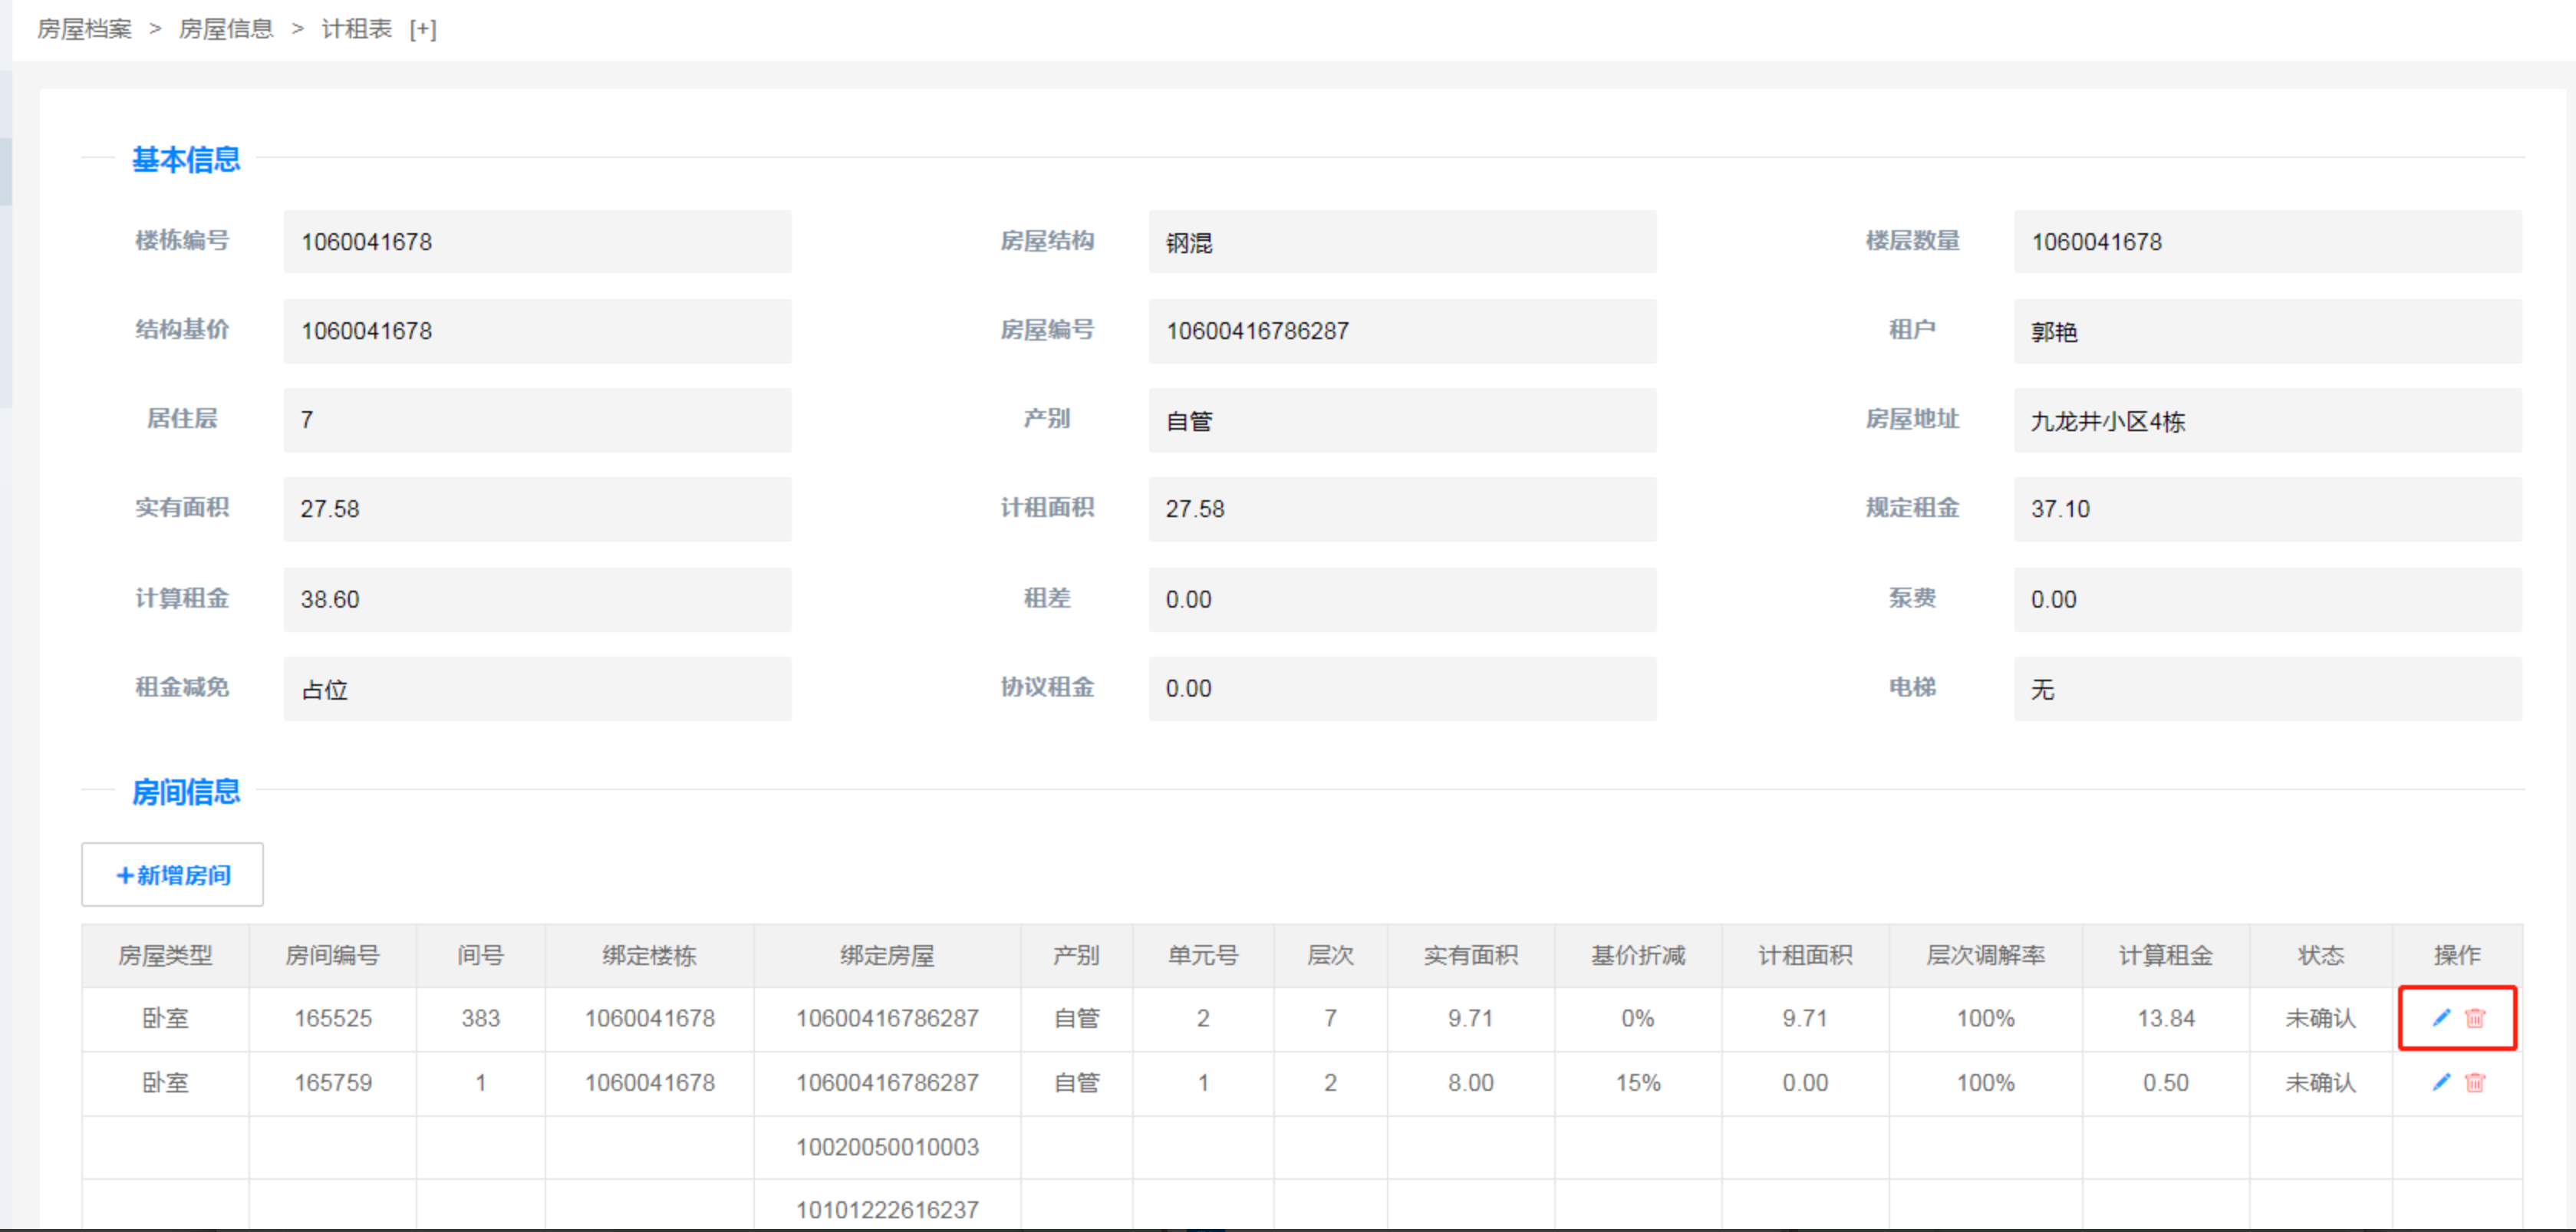 房屋档案 > 房屋信息 > 计租表 [+]
基本信息
楼栋编号 1060041678 房屋结构 钢混 楼层数量 1060041678
结构基价 1060041678 房屋编号 10600416786287 租户 郭艳
居住层 7 产别 自管 房屋地址 九龙井小区4栋
实有面积 27.58 计租面积 27.58 规定租金 37.10
计算租金 38.60 租差 0.00 泵费 0.00
租金减免 占位 协议租金 0.00 电梯 无
房间信息
+新增房间
房屋类型 房间编号 间号 绑定楼栋 绑定房屋 产别 单元号 层次 实有面积 基价折减 计租面积 层次调解率 计算租金 状态 操作
卧室 165525 383 1060041678 10600416786287 自管 2 7 9.71 0% 9.71 100% 13.84 未确认
卧室 165759 1 1060041678 10600416786287 自管 1 2 8.00 15% 0.00 100% 0.50 未确认
10020050010003
10101222616237